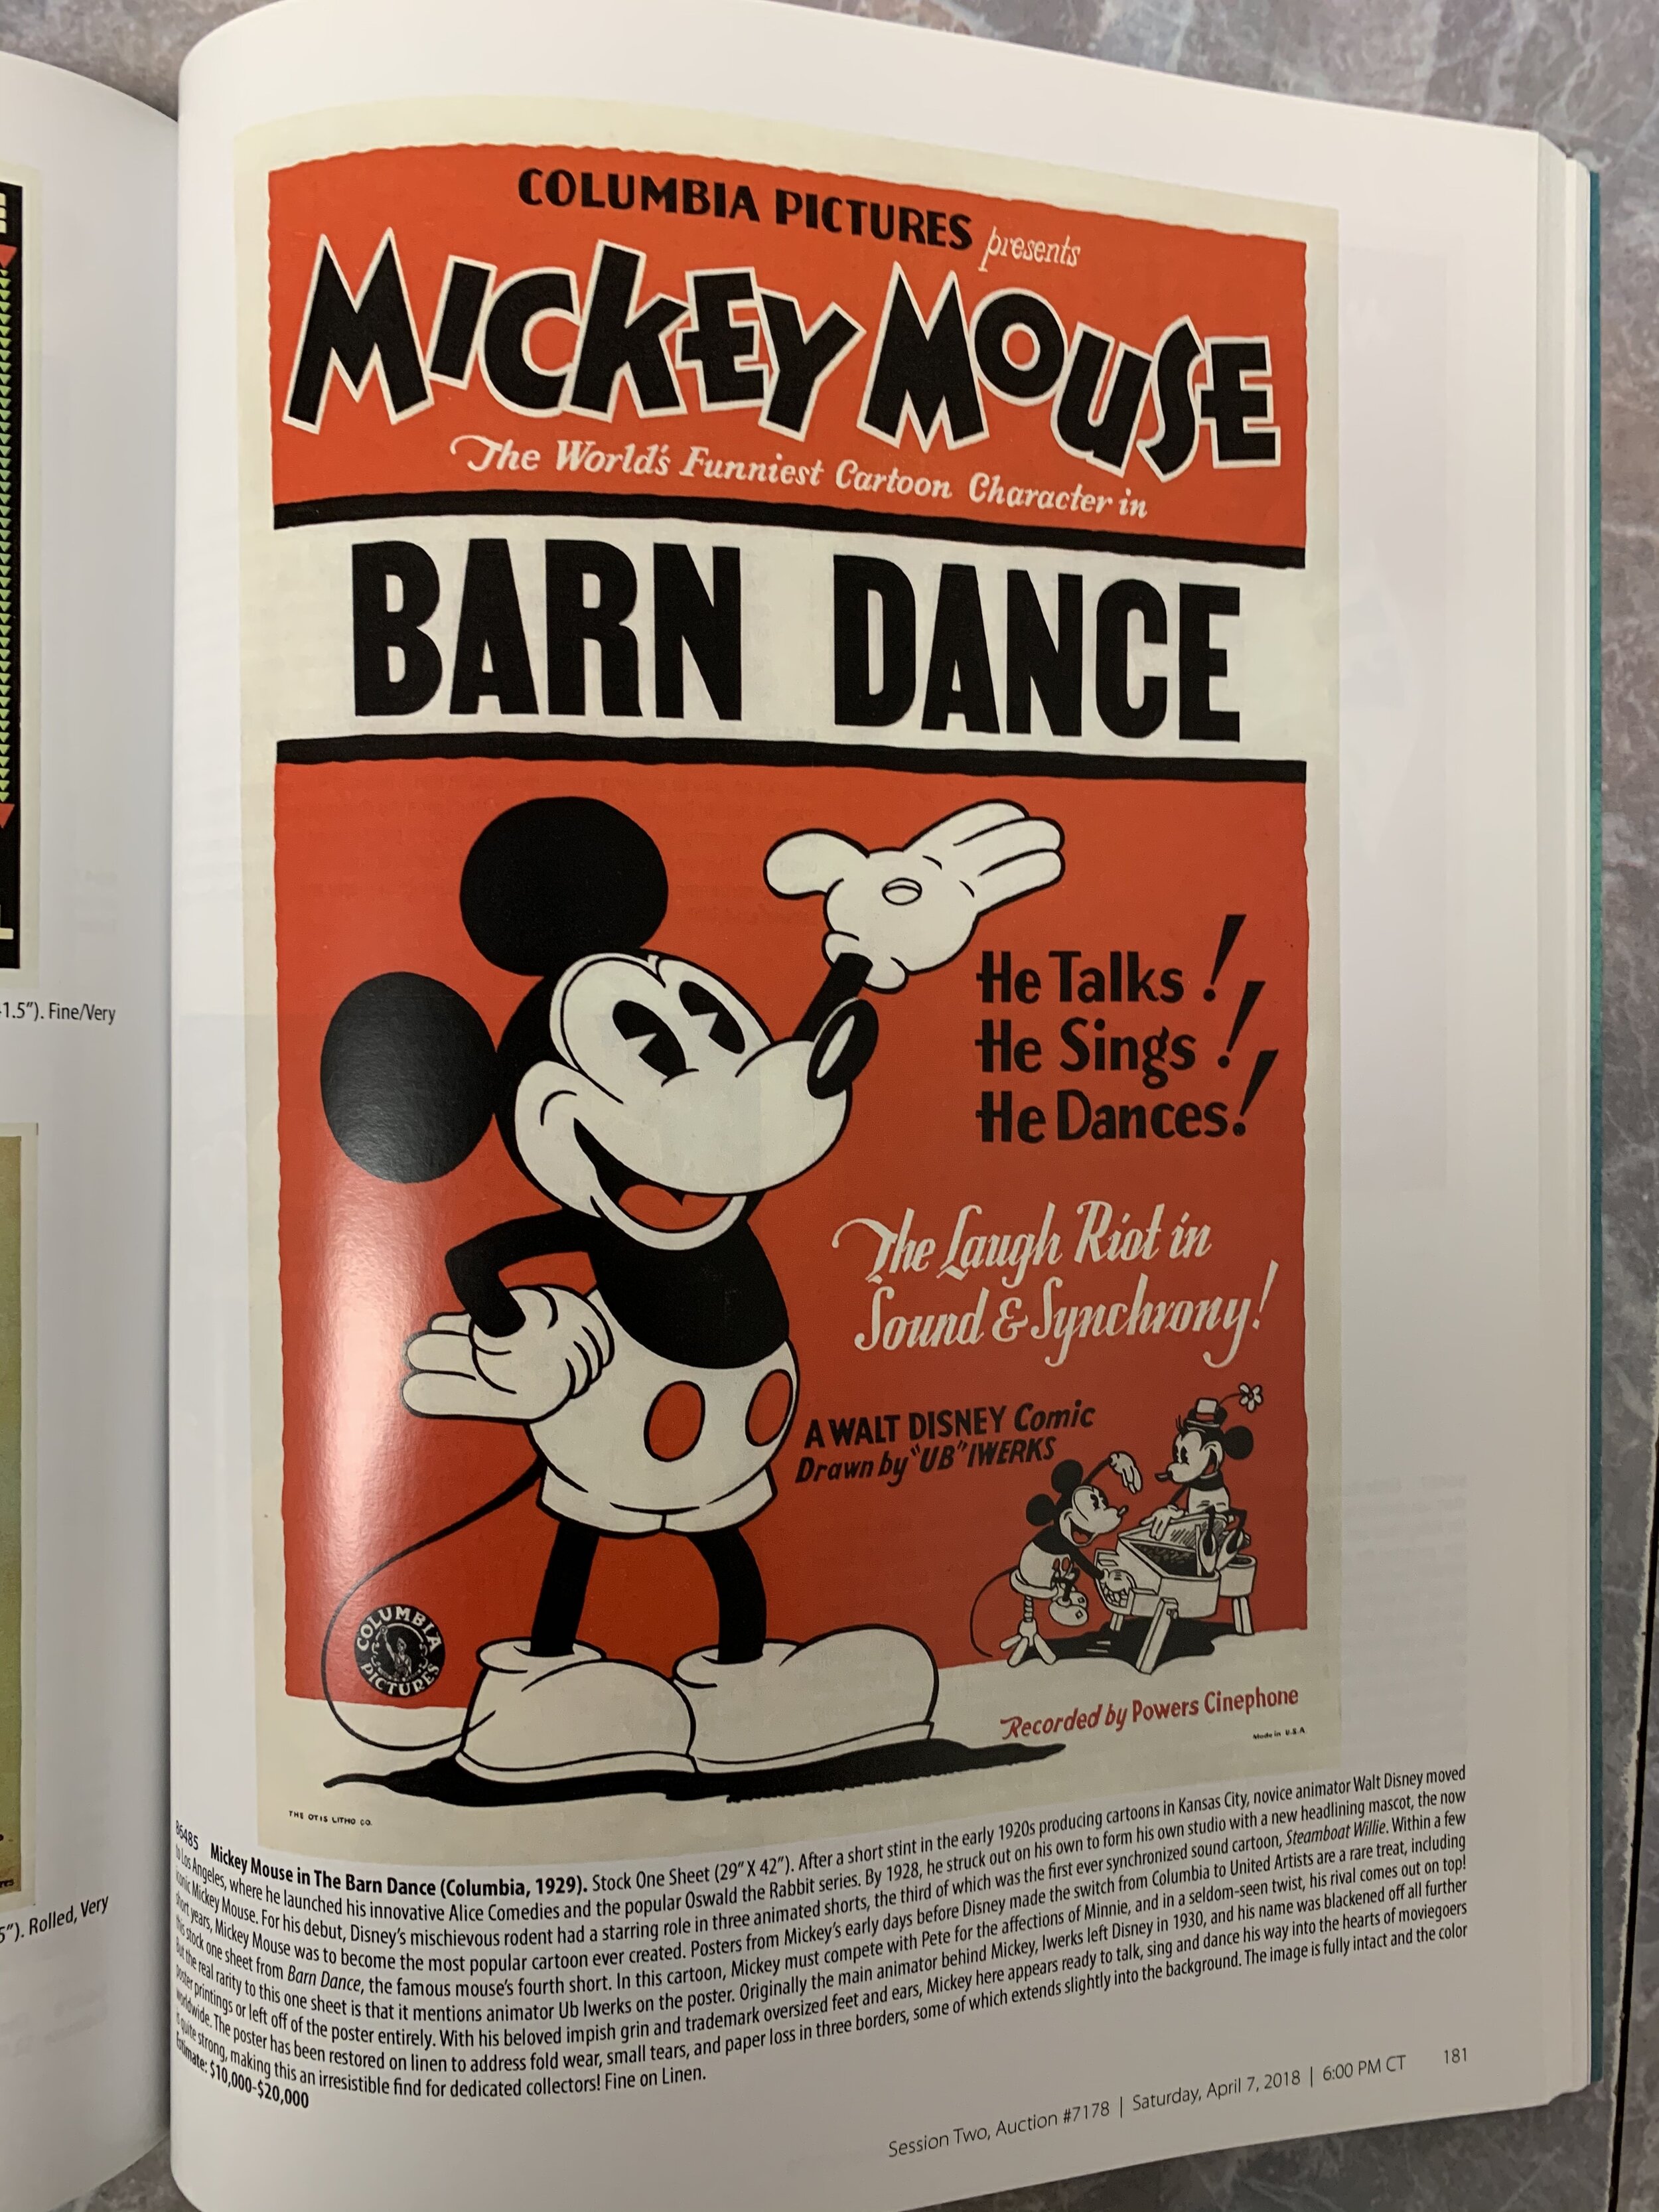 COLUMBIA PICTURES presents
MICKEY MOUSE
The World's Funniest Cartoon Character in
BARN DANCE
He Talks!
He Sings!
He Dances!
The Laugh Riot in
Sound & Synchrony!
A WALT DISNEY Comic
Drawn by "UB" IWERKS
COLUMBIA PICTURES
Recorded by Powers Cinephone
Made in U.S.A
THE OTIS LITHO CO.
1.5"). Fine/Very
5"). Rolled, Very
86485 Mickey Mouse in The Barn Dance (Columbia, 1929). Stock One Sheet (29" X 42"). After a short stint in the early 1920s producing cartoons in Kansas City, novice animator Walt Disney moved
to Los Angeles, where he launched his innovative Alice Comedies and the popular Oswald the Rabbit series. By 1928, he struck out on his own to form his own studio with a new headlining mascot, the now
iconic Mickey Mouse. For his debut, Disney's mischievous rodent had a starring role in three animated shorts, the third of which was the first ever synchronized sound cartoon, Steamboat Willie. Within a few
short years, Mickey Mouse was to become the most popular cartoon ever created. Posters from Mickey's early days before Disney made the switch from Columbia to United Artists are a rare treat, including
this stock one sheet from Barn Dance, the famous mouse's fourth short. In this cartoon, Mickey must compete with Pete for the affections of Minnie, and in a seldom-seen twist, his rival comes out on top!
But the real rarity to this one sheet is that it mentions animator Ub Iwerks on the poster. Originally the main animator behind Mickey, Iwerks left Disney in 1930, and his name was blackened off all further
poster printings or left off of the poster entirely. With his beloved impish grin and trademark oversized feet and ears, Mickey here appears ready to talk, sing and dance his way into the hearts of moviegoers
worldwide. The poster has been restored on linen to address fold wear, small tears, and paper loss in three borders, some of which extends slightly into the background. The image is fully intact and the color
is quite strong, making this an irresistible find for dedicated collectors! Fine on Linen.
Estimate: $10,000-$20,000
Session Two, Auction #7178 | Saturday, April 7, 2018 | 6:00 PM CT 181